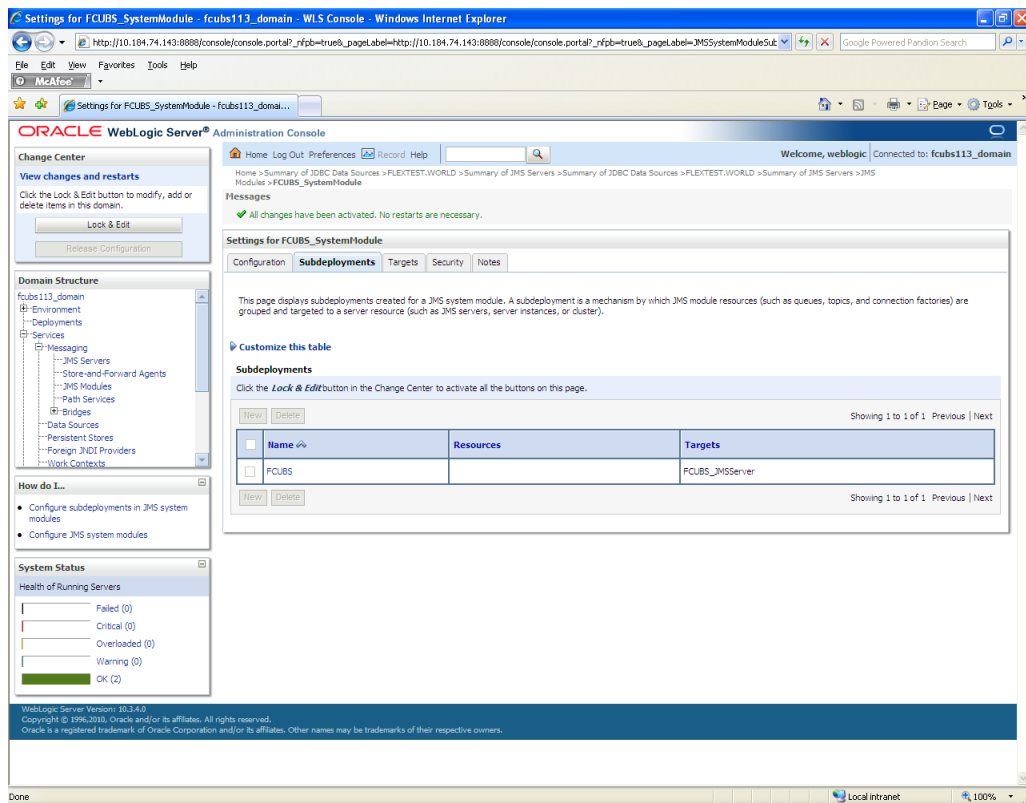 Settings for FCUBS_SystemModule - fcubs113_domain - WLS Console - Windows Internet Explorer
http://10.184.74.143:8888/console/console.portal?_nfpb=true&_pageLabel=http://10.184.74.143:8888/console/console.portal?_nfpb=true&_pageLabel=JMSSystemModuleSub
Google Powered Pandion Search
File Edit View Favorites Tools Help
McAfee
Settings for FCUBS_SystemModule - fcubs113_domai...
Page Tools
ORACLE WebLogic Server® Administration Console
Change Center
View changes and restarts
Click the Lock & Edit button to modify, add or
delete items in this domain.
Lock & Edit
Release Configuration
Domain Structure
fcubs113_domain
Environment
Deployments
Services
Messaging
JMS Servers
Store-and-Forward Agents
JMS Modules
Path Services
Bridges
Data Sources
Persistent Stores
Foreign JNDI Providers
Work Contexts
How do I...
Configure subdeployments in JMS system
modules
Configure JMS system modules
System Status
Health of Running Servers
Failed (0)
Critical (0)
Overloaded (0)
Warning (0)
OK (2)
Home Log Out Preferences Record Help
Welcome, weblogic Connected to: fcubs113_domain
Home >Summary of JDBC Data Sources >FLEXTEST.WORLD >Summary of JMS Servers >Summary of JDBC Data Sources >FLEXTEST.WORLD >Summary of JMS Servers >JMS
Modules >FCUBS_SystemModule
Messages
All changes have been activated. No restarts are necessary.
Settings for FCUBS_SystemModule
Configuration Subdeployments Targets Security Notes
This page displays subdeployments created for a JMS system module. A subdeployment is a mechanism by which JMS module resources (such as queues, topics, and connection factories) are
grouped and targeted to a server resource (such as JMS servers, server instances, or cluster).
Customize this table
Subdeployments
Click the Lock & Edit button in the Change Center to activate all the buttons on this page.
New Delete Showing 1 to 1 of 1 Previous | Next
Name Resources Targets
FCUBS FCUBS_JMSServer
New Delete Showing 1 to 1 of 1 Previous | Next
WebLogic Server Version: 10.3.4.0
Copyright © 1996,2010, Oracle and/or its affiliates. All rights reserved.
Oracle is a registered trademark of Oracle Corporation and/or its affiliates. Other names may be trademarks of their respective owners.
Done Local intranet 100%